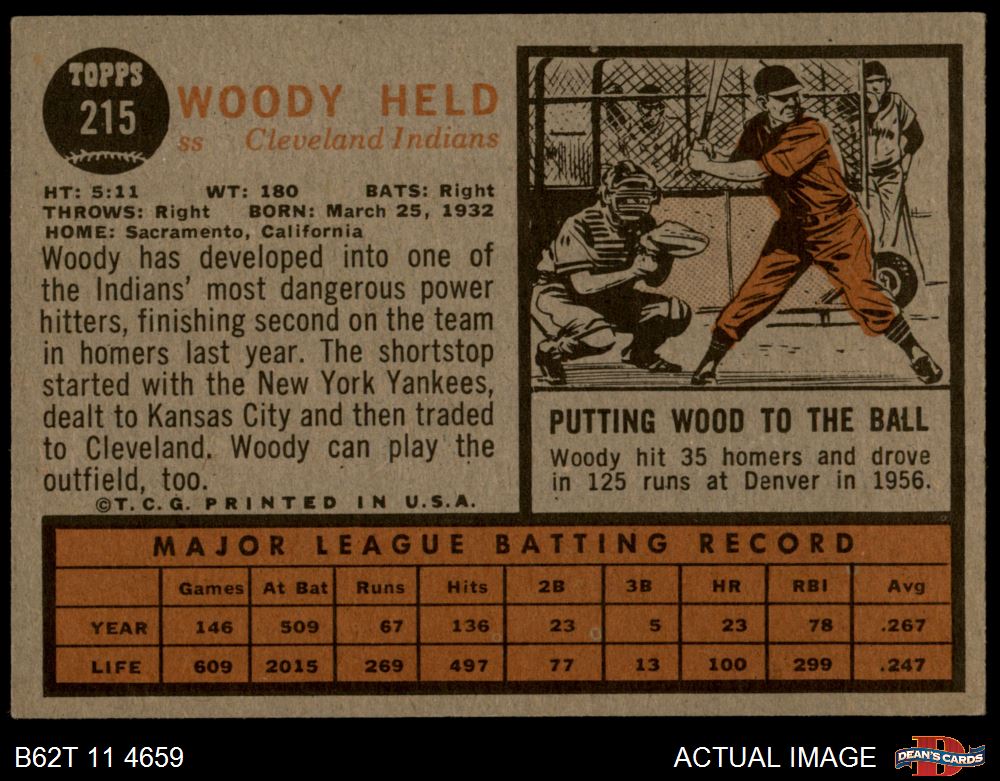 TOPPS
215
WOODY HELD
ss Cleveland Indians
HT: 5:11 WT: 180 BATS: Right
THROWS: Right BORN: March 25, 1932
HOME: Sacramento, California
Woody has developed into one of
the Indians' most dangerous power
hitters, finishing second on the team
in homers last year. The shortstop
started with the New York Yankees,
dealt to Kansas City and then traded
to Cleveland. Woody can play the
outfield, too.
©T.C.G. PRINTED IN U.S.A.
PUTTING WOOD TO THE BALL
Woody hit 35 homers and drove
in 125 runs at Denver in 1956.
MAJOR LEAGUE BATTING RECORD
Games At Bat Runs Hits 2B 3B HR RBI Avg
YEAR 146 509 67 136 23 5 23 78 .267
LIFE 609 2015 269 497 77 13 100 299 .247
B62T 11 4659
ACTUAL IMAGE
D
DEAN'S CARDS